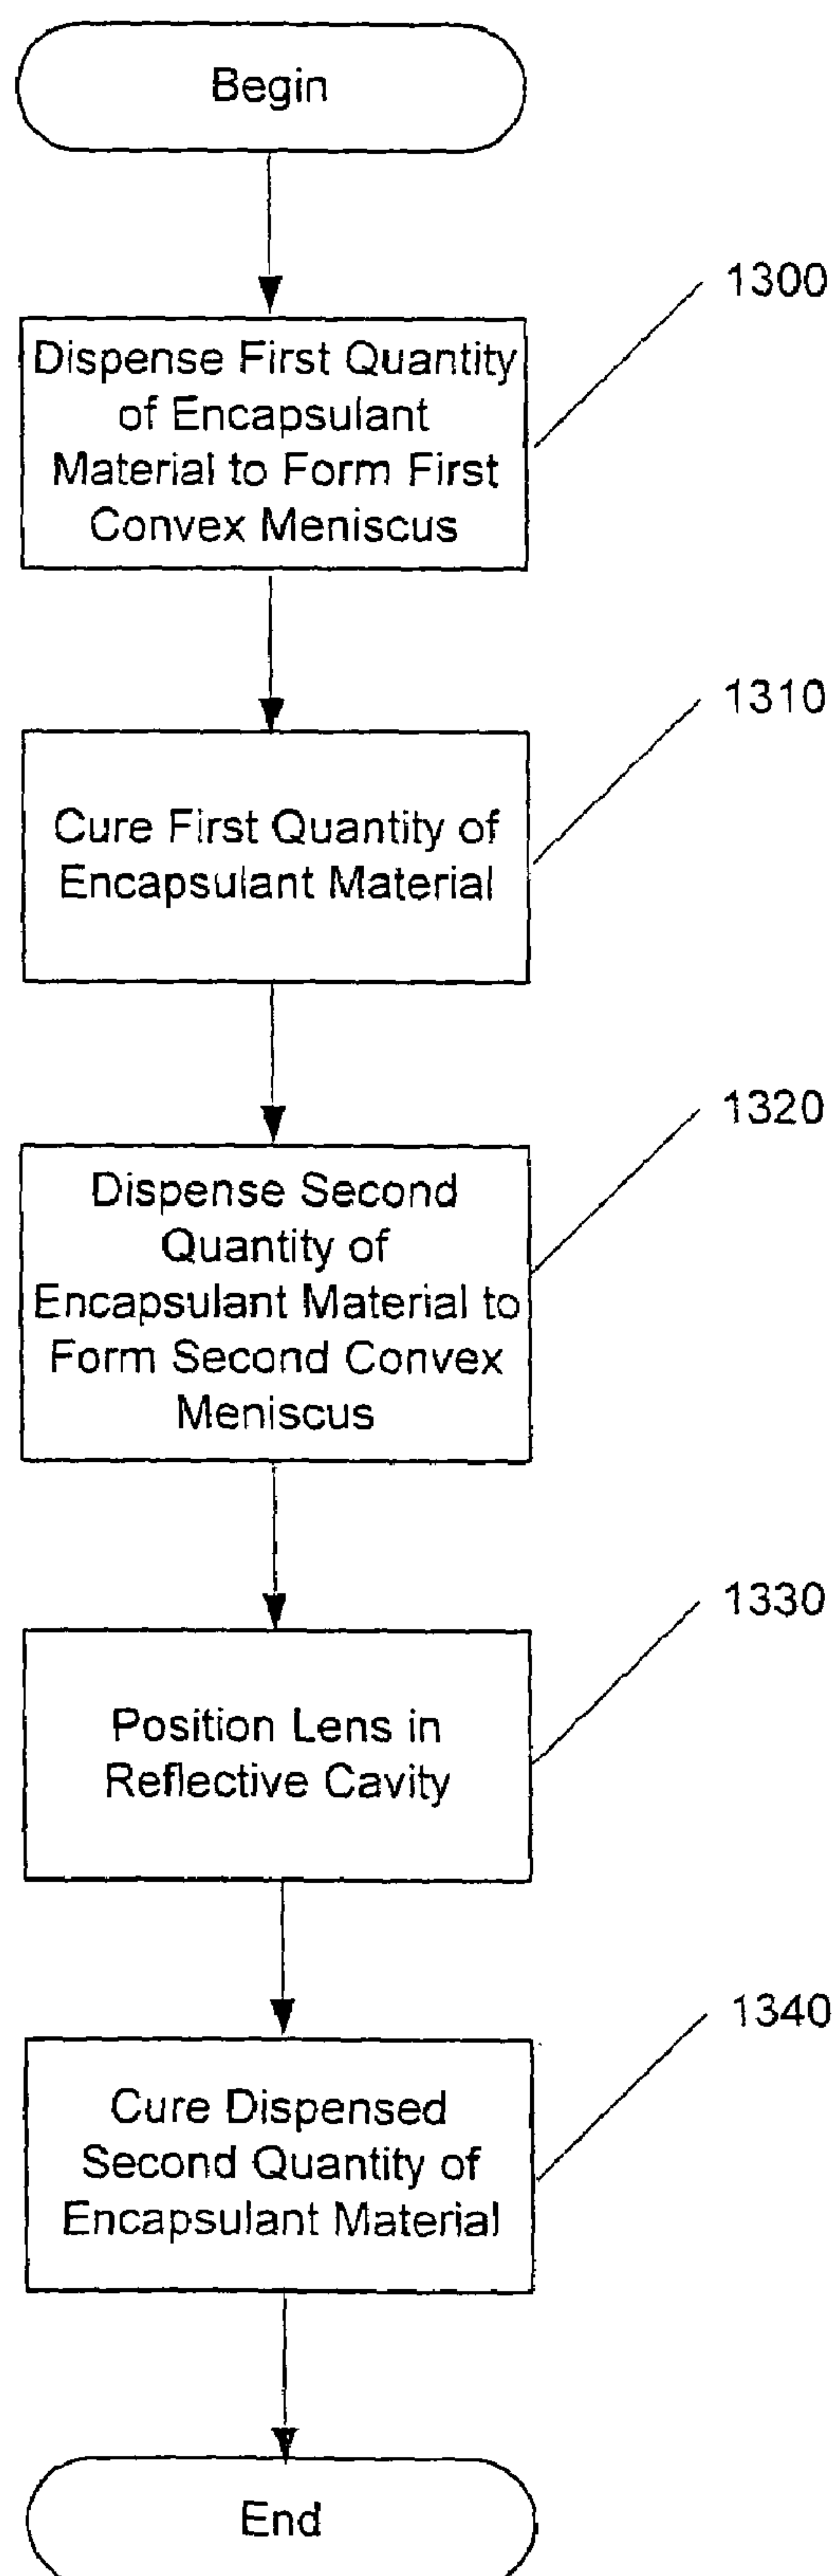 Begin
1300
Dispense First Quantity
of Encapsulant
Material to Form First
Convex Meniscus
1310
Cure First Quantity of
Encapsulant Material
1320
Dispense Second
Quantity of
Encapsulant Material to
Form Second Convex
Meniscus
1330
Position Lens in
Reflective Cavity
1340
Cure Dispensed
Second Quantity of
Encapsulant Material
End